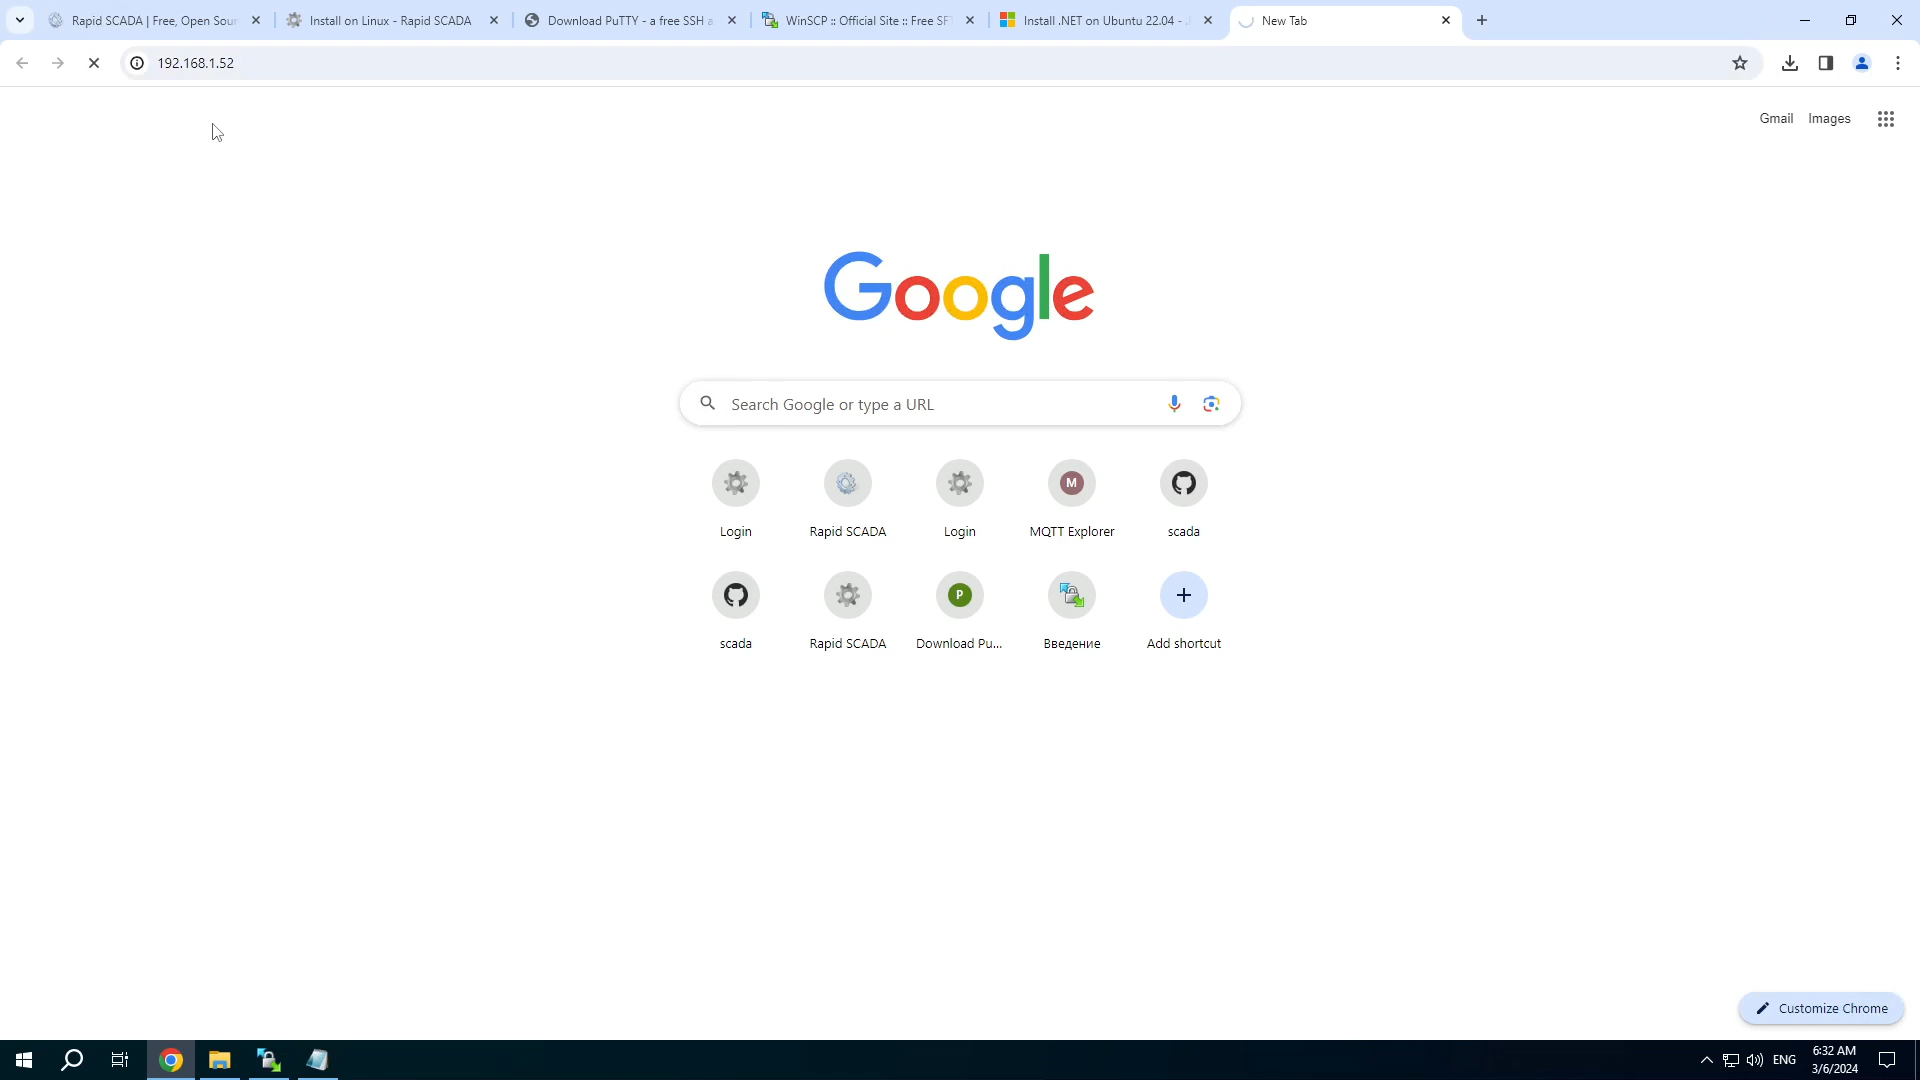 Rapid SCADA | Free, Open Sour
Install on Linux - Rapid SCADA
Download PuTTY - a free SSH a
WinSCP :: Official Site :: Free SF
Install .NET on Ubuntu 22.04 -
New Tab
192.168.1.52
Gmail
Images
Google
Search Google or type a URL
M
Login
Rapid SCADA
Login
MQTT Explorer
scada
P
scada
Rapid SCADA
Download Pu...
Введение
Add shortcut
Customize Chrome
ENG
6:32 AM
3/6/2024